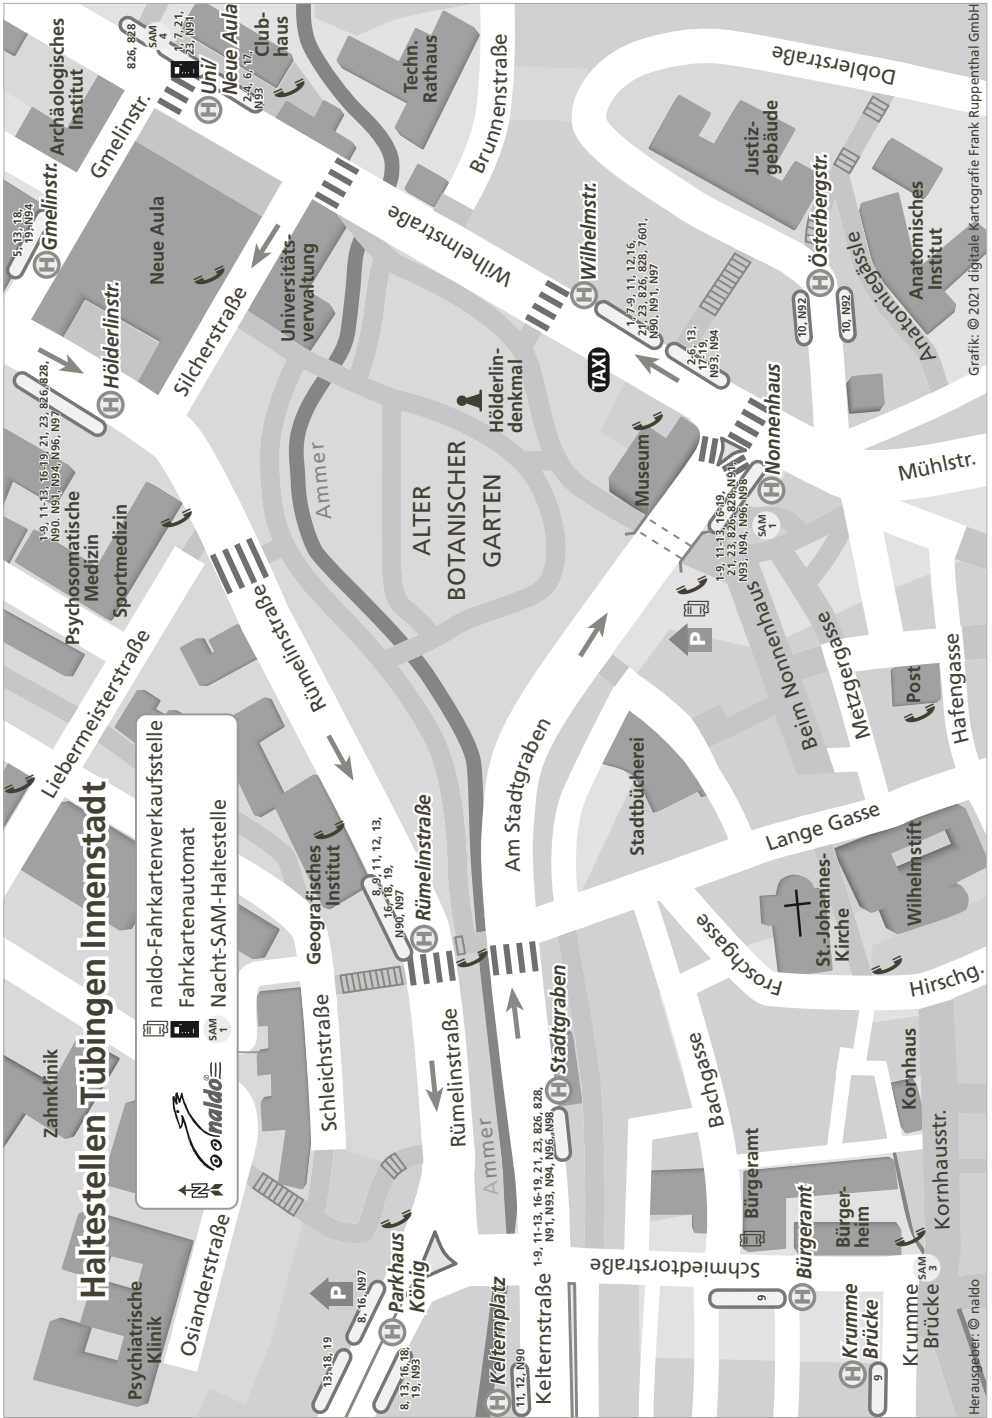 Haltestellen Tübingen Innenstadt
naldo-Fahrkartenverkaufsstelle
Fahrkartenautomat
SAM
1
Nacht-SAM-Haltestelle
naldo®
N
Psychiatrische
Klinik
Zahnklinik
Osianderstraße
Liebermeisterstraße
Psychosomatische
Medizin
Sportmedizin
1-9, 11-13, 16-19, 21, 23, 826, 828,
N90. N91, N94, N96, N97
Hölderlinstr.
H
5, 13, 18,
19, N94
Gmelinstr.
H
Archäologisches
Institut
Gmelinstr.
Neue Aula
826, 828
SAM
4
1, 7, 21,
23, N91
H
Uni/
Neue Aula
2-4, 6, 17,
N93
Club-
haus
Techn.
Rathaus
Brunnenstraße
Doblerstraße
Justiz-
gebäude
Silcherstraße
Universitäts-
verwaltung
Wilhelmstraße
H
Wilhelmstr.
1, 7-9, 11, 12,16,
21, 23, 826, 828, 7601,
N90, N91, N97
2-6, 13,
17-19,
N93, N94
TAXI
Österbergstr.
H
10, N92
10, N92
Anatomisches
Institut
Anatomiegässle
Rümelinstraße
Ammer
ALTER
BOTANISCHER
GARTEN
Hölderlin-
denkmal
Museum
H
Nonnenhaus
1-9, 11-13, 16-19,
21, 23, 826, 828, N91,
N93, N94, N96, N98
SAM
1
Mühlstr.
P
Beim Nonnenhaus
Metzgergasse
Post
Hafengasse
Geografisches
Institut
8, 9, 11, 12, 13,
16, 18, 19,
N90, N97
H
Rümelinstraße
Am Stadtgraben
Stadtbücherei
Lange Gasse
St.-Johannes-
Kirche
Wilhelmstift
Froschgasse
Hirschg.
Schleichstraße
Rümelinstraße
Ammer
H
Stadtgraben
1-9, 11-13, 16-19, 21, 23, 826, 828,
N91, N93, N94, N96, N98
Bachgasse
Kornhaus
Kornhausstr.
Bürgeramt
Bürger-
heim
Schmiedtorstraße
H
Bürgeramt
9
SAM
3
P
8, 16, N97
13, 18, 19
H
Parkhaus
König
8, 13, 16,18,
19, N93
H
Kelternplatz
11, 12, N90
Kelternstraße
H
Krumme
Brücke
9
Krumme
Brücke
Herausgeber: © naldo
Grafik: © 2021 digitale Kartografie Frank Ruppenthal GmbH